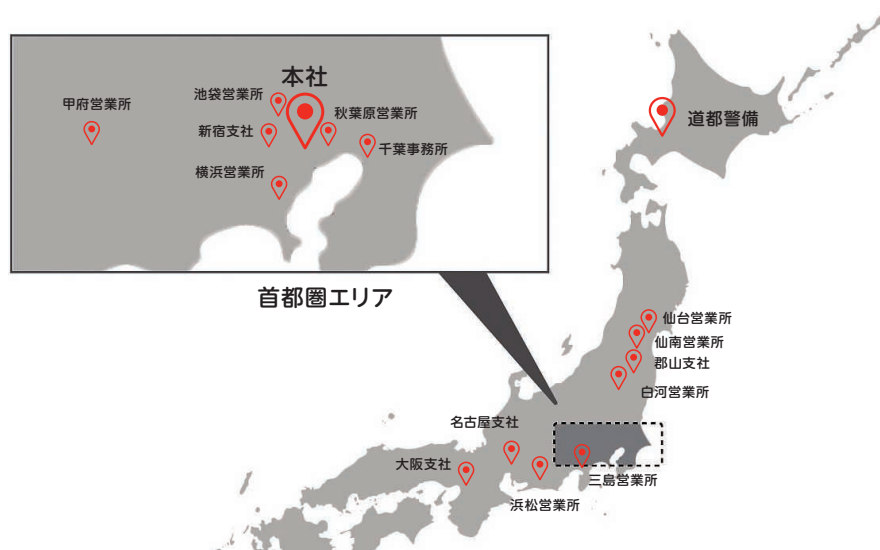 本社
池袋営業所
甲府営業所
秋葉原営業所
新宿支社
千葉事務所
横浜営業所
首都圏エリア
道都警備
仙台営業所
仙南営業所
郡山支社
白河営業所
名古屋支社
大阪支社
三島営業所
浜松営業所